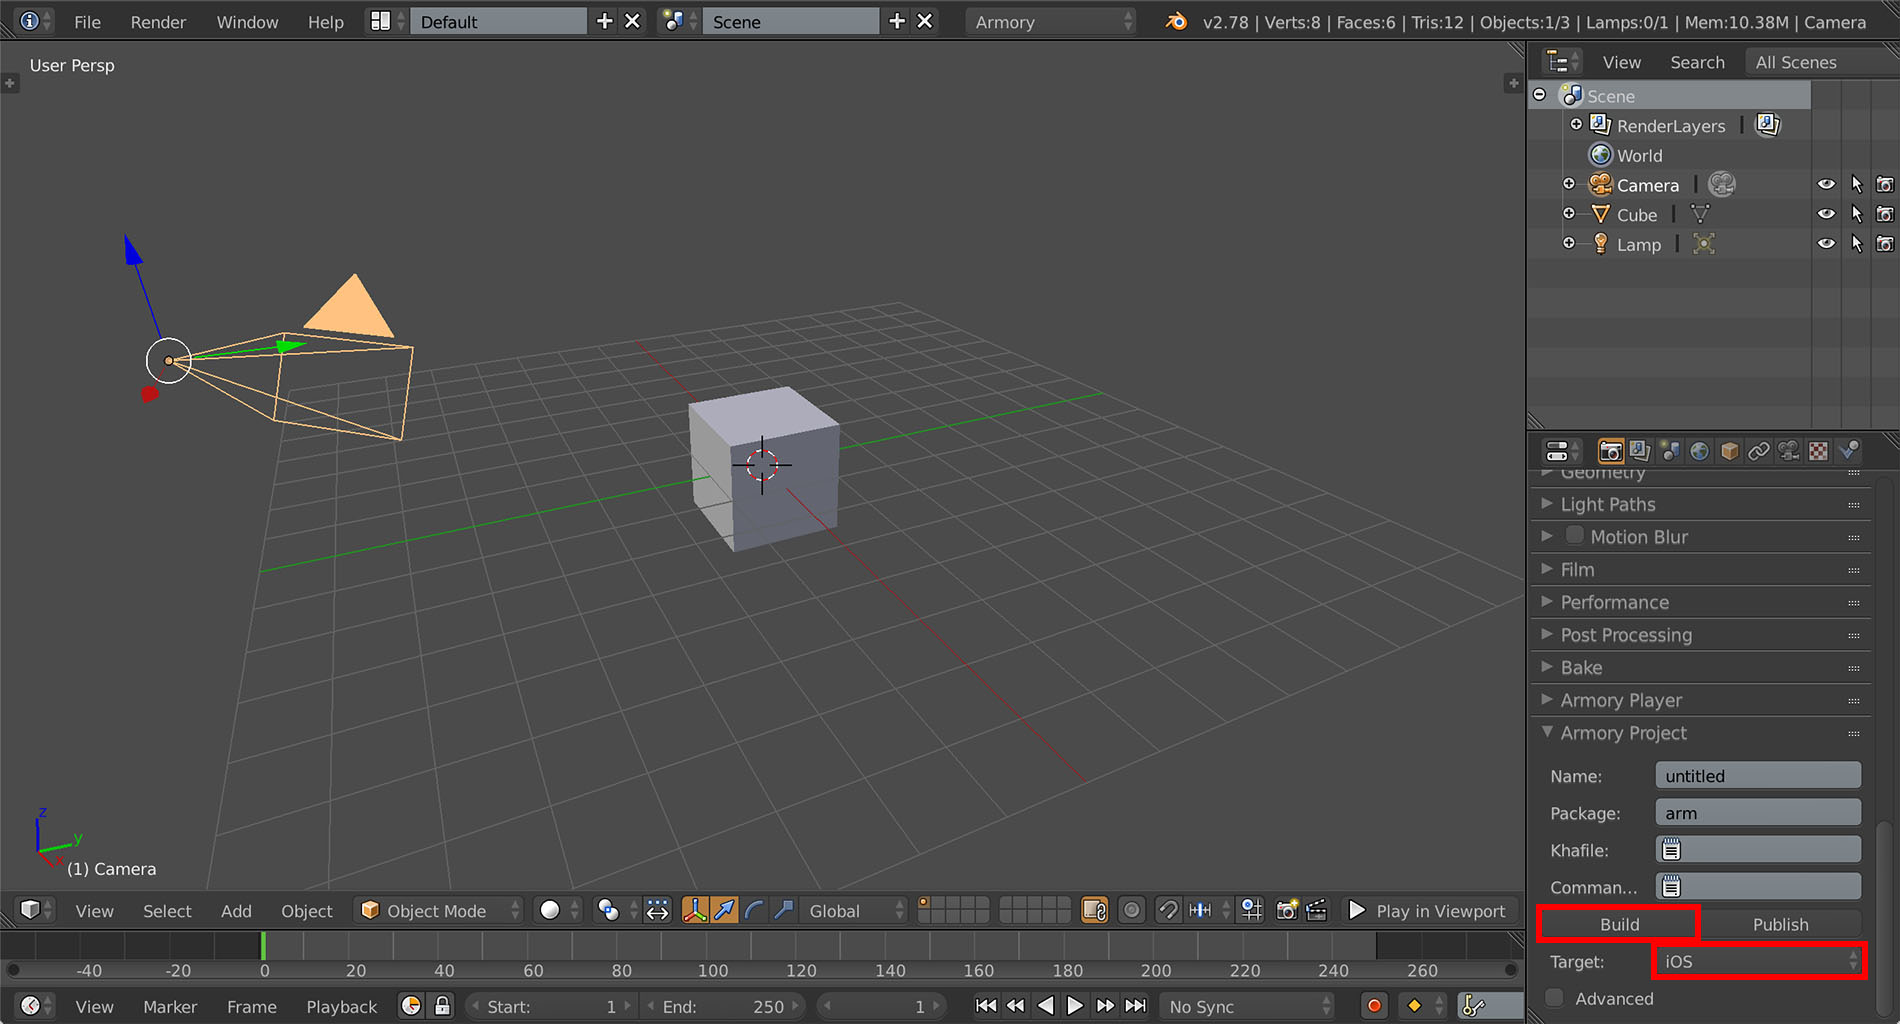 File Render Window Help Default Scene Armory v2.78 | Verts:8 | Faces:6 | Tris:12 | Objects:1/3 | Lamps:0/1 | Mem:10.38M | Camera
User Persp
z
y
x
(1) Camera
View Select Add Object Object Mode Global Play in Viewport
-40 -20 0 20 40 60 80 100 120 140 160 180 200 220 240 260
View Marker Frame Playback Start: 1 End: 250 1 No Sync
View Search All Scenes
Scene
RenderLayers
World
Camera
Cube
Lamp
Geometry
Light Paths
Motion Blur
Film
Performance
Post Processing
Bake
Armory Player
Armory Project
Name: untitled
Package: arm
Khafile:
Comman...
Build Publish
Target: iOS
Advanced